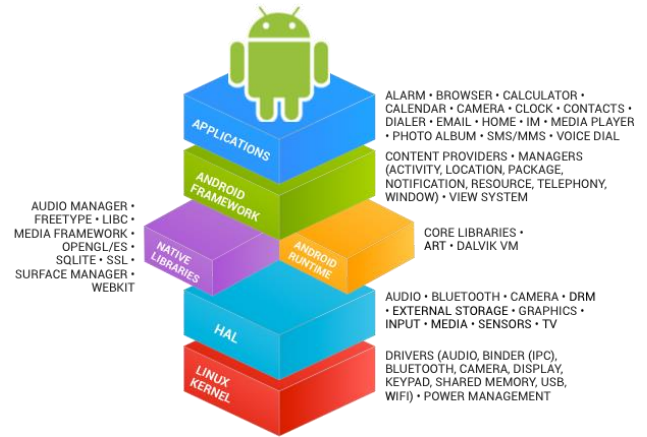 APPLICATIONS
ALARM • BROWSER • CALCULATOR •
CALENDAR • CAMERA • CLOCK • CONTACTS •
DIALER • EMAIL • HOME • IM • MEDIA PLAYER
• PHOTO ALBUM • SMS/MMS • VOICE DIAL
ANDROID
FRAMEWORK
CONTENT PROVIDERS • MANAGERS
(ACTIVITY, LOCATION, PACKAGE,
NOTIFICATION, RESOURCE, TELEPHONY,
WINDOW) • VIEW SYSTEM
AUDIO MANAGER •
FREETYPE • LIBC •
MEDIA FRAMEWORK •
OPENGL/ES •
SQLITE • SSL •
SURFACE MANAGER •
WEBKIT
NATIVE
LIBRARIES
ANDROID
RUNTIME
CORE LIBRARIES •
ART • DALVIK VM
HAL
AUDIO • BLUETOOTH • CAMERA • DRM
• EXTERNAL STORAGE • GRAPHICS •
INPUT • MEDIA • SENSORS • TV
LINUX
KERNEL
DRIVERS (AUDIO, BINDER (IPC),
BLUETOOTH, CAMERA, DISPLAY,
KEYPAD, SHARED MEMORY, USB,
WIFI) • POWER MANAGEMENT